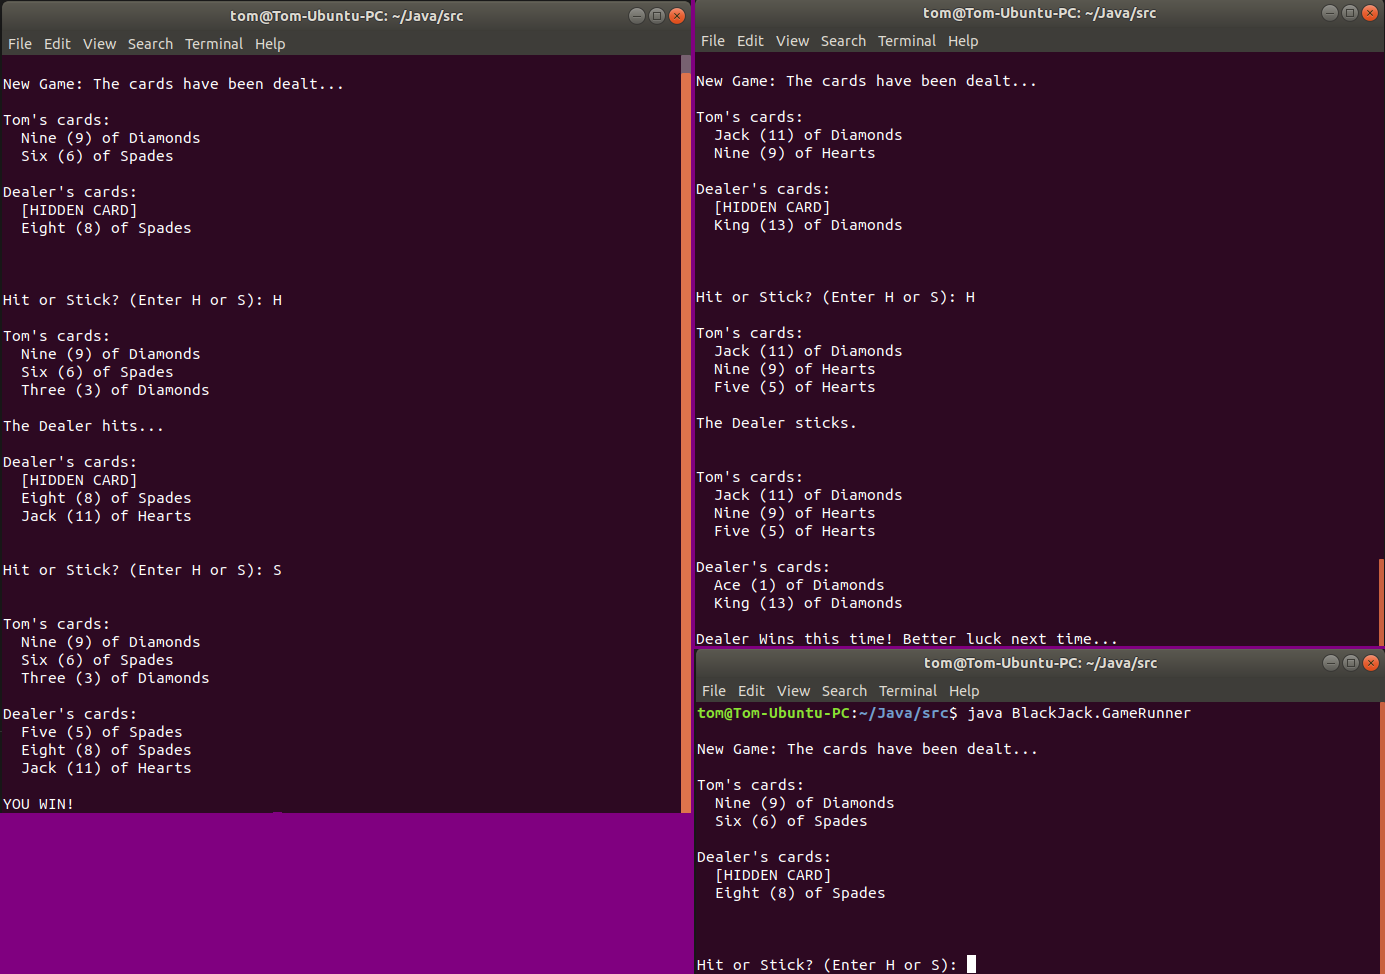 tom@Tom-Ubuntu-PC: ~/Java/src
File Edit View Search Terminal Help
New Game: The cards have been dealt...
Tom's cards:
Nine (9) of Diamonds
Six (6) of Spades
Dealer's cards:
[HIDDEN CARD]
Eight (8) of Spades
Hit or Stick? (Enter H or S): H
Tom's cards:
Nine (9) of Diamonds
Six (6) of Spades
Three (3) of Diamonds
The Dealer hits...
Dealer's cards:
[HIDDEN CARD]
Eight (8) of Spades
Jack (11) of Hearts
Hit or Stick? (Enter H or S): S
Tom's cards:
Nine (9) of Diamonds
Six (6) of Spades
Three (3) of Diamonds
Dealer's cards:
Five (5) of Spades
Eight (8) of Spades
Jack (11) of Hearts
YOU WIN!
tom@Tom-Ubuntu-PC: ~/Java/src
File Edit View Search Terminal Help
New Game: The cards have been dealt...
Tom's cards:
Jack (11) of Diamonds
Nine (9) of Hearts
Dealer's cards:
[HIDDEN CARD]
King (13) of Diamonds
Hit or Stick? (Enter H or S): H
Tom's cards:
Jack (11) of Diamonds
Nine (9) of Hearts
Five (5) of Hearts
The Dealer sticks.
Tom's cards:
Jack (11) of Diamonds
Nine (9) of Hearts
Five (5) of Hearts
Dealer's cards:
Ace (1) of Diamonds
King (13) of Diamonds
Dealer Wins this time! Better luck next time...
tom@Tom-Ubuntu-PC: ~/Java/src
File Edit View Search Terminal Help
tom@Tom-Ubuntu-PC:~/Java/src$ java BlackJack.GameRunner
New Game: The cards have been dealt...
Tom's cards:
Nine (9) of Diamonds
Six (6) of Spades
Dealer's cards:
[HIDDEN CARD]
Eight (8) of Spades
Hit or Stick? (Enter H or S):